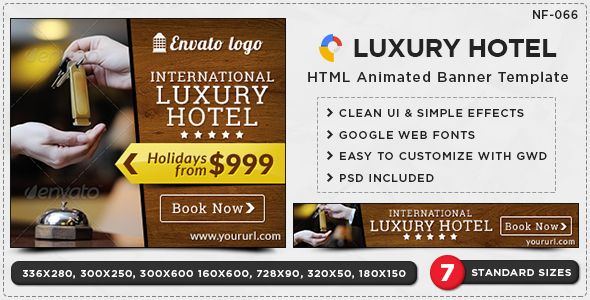 NF-066
LUXURY HOTEL
HTML Animated Banner Template
CLEAN UI & SIMPLE EFFECTS
GOOGLE WEB FONTS
EASY TO CUSTOMIZE WITH GWD
PSD INCLUDED
Envato logo
INTERNATIONAL
LUXURY
HOTEL
Holidays
from $999
Book Now
www.yoururl.com
envato
INTERNATIONAL
LUXURY HOTEL
Book Now
yoururl.com
336X280, 300X250, 300X600 160X600, 728X90, 320X50, 180X150
7 STANDARD SIZES